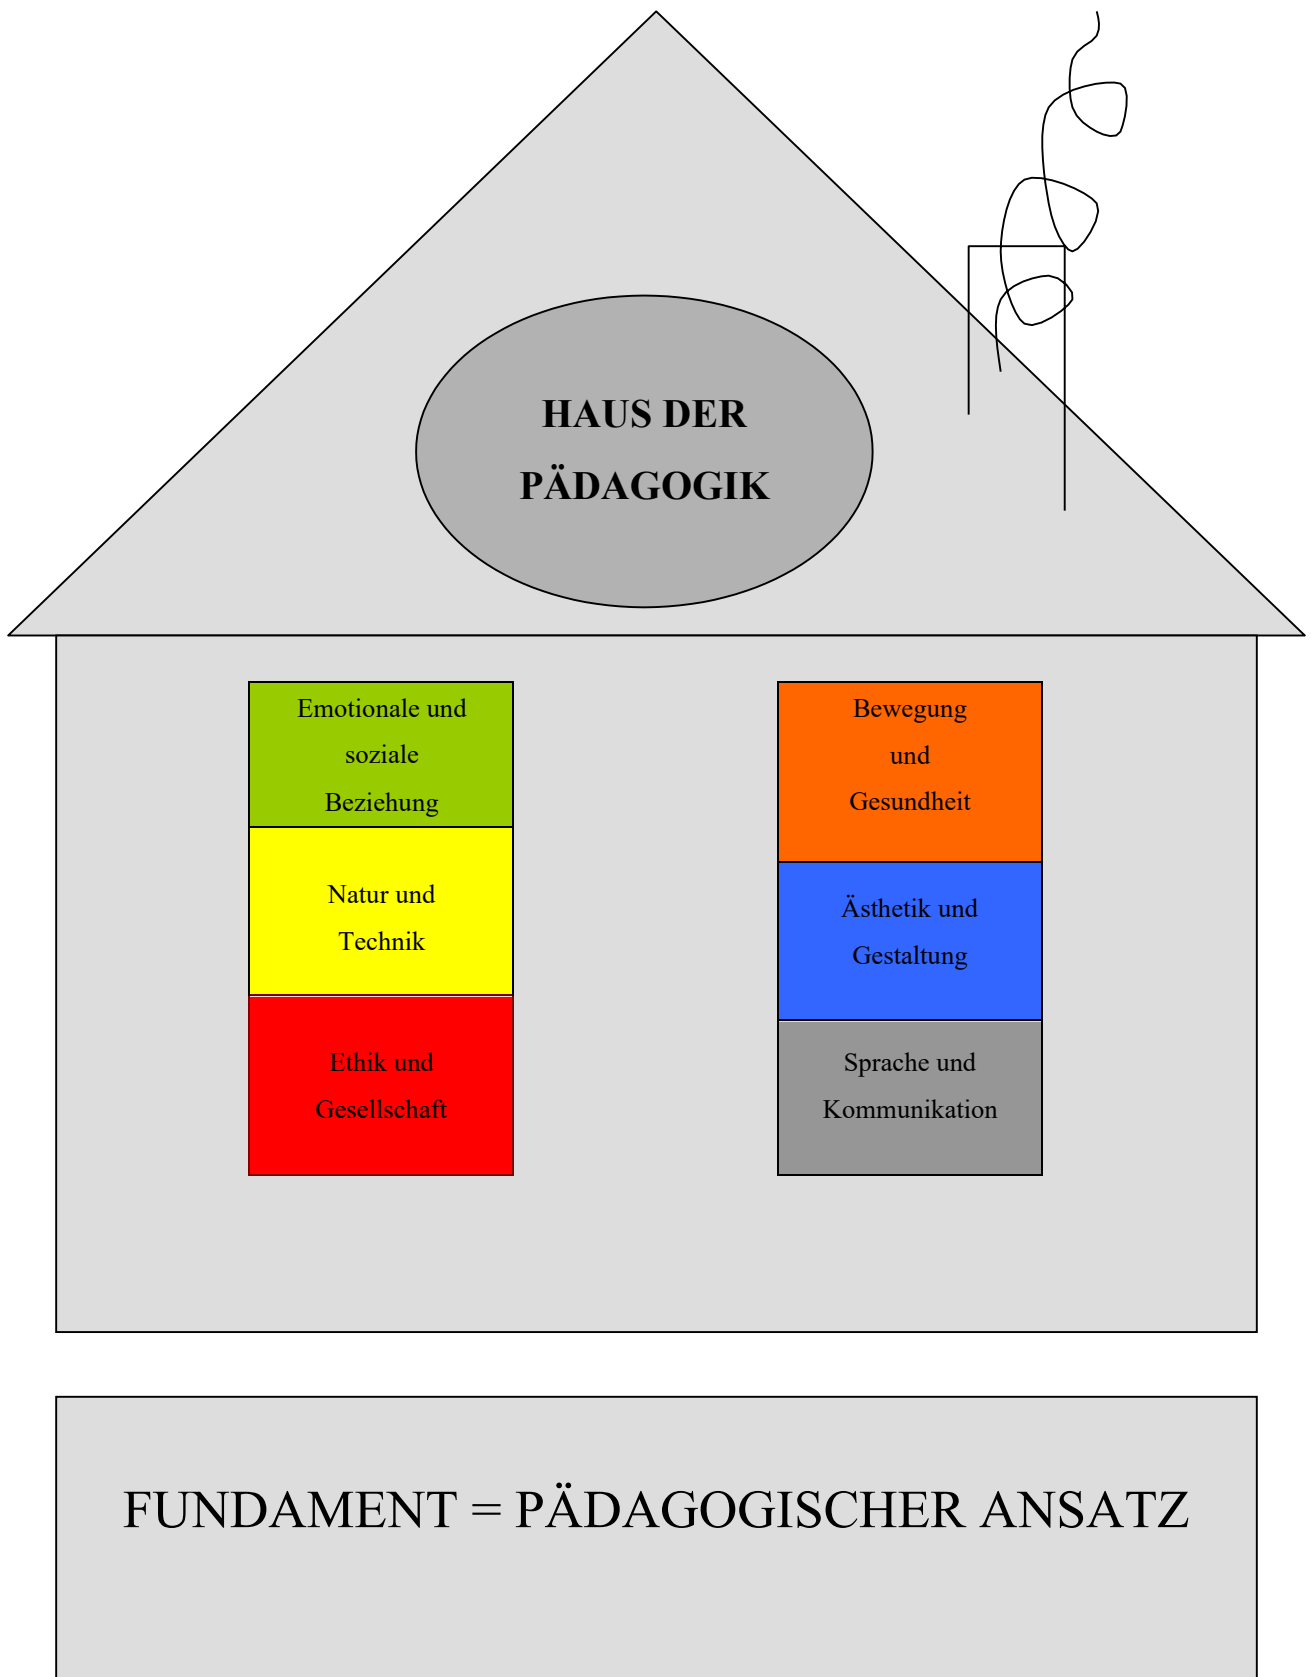 HAUS DER
PÄDAGOGIK
Emotionale und
soziale
Beziehung
Natur und
Technik
Ethik und
Gesellschaft
Bewegung
und
Gesundheit
Ästhetik und
Gestaltung
Sprache und
Kommunikation
FUNDAMENT = PÄDAGOGISCHER ANSATZ